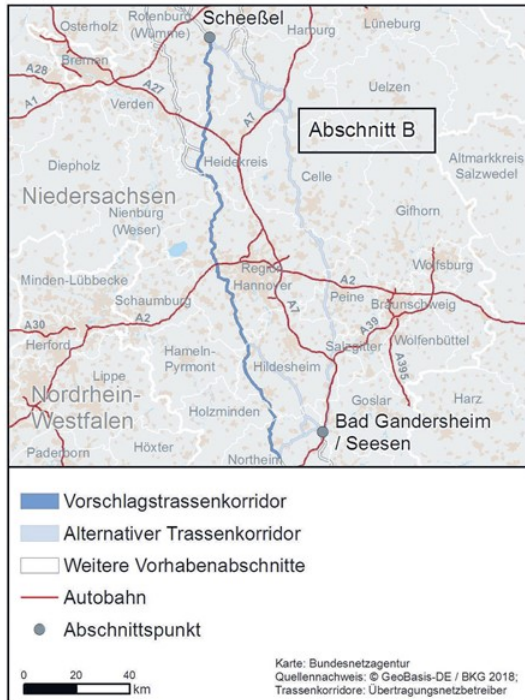 Osterholz
Rotenburg
(Wümme)
Scheeßel
Harburg
Lüneburg
Bremen
A28
A27
A1
Verden
A7
Uelzen
Abschnitt B
Diepholz
Heidekreis
Celle
Altmarkkreis
Salzwedel
Niedersachsen
Nienburg
(Weser)
Gifhorn
Minden-Lübbecke
Region
Hannover
Wolfsburg
Schaumburg
A2
Peine
Braunschweig
A30
A2
A7
A39
Herford
Salzgitter
Wolfenbüttel
Lippe
Hameln-
Pyrmont
Hildesheim
A395
Nordrhein-
Westfalen
Holzminden
Goslar
Harz
Bad Gandersheim
/ Seesen
Paderborn
Höxter
Northeim
Vorschlagstrassenkorridor
Alternativer Trassenkorridor
Weitere Vorhabenabschnitte
Autobahn
Abschnittspunkt
0 20 40
km
Karte: Bundesnetzagentur
Quellennachweis: © GeoBasis-DE / BKG 2018;
Trassenkorridore: Übertragungsnetzbetreiber